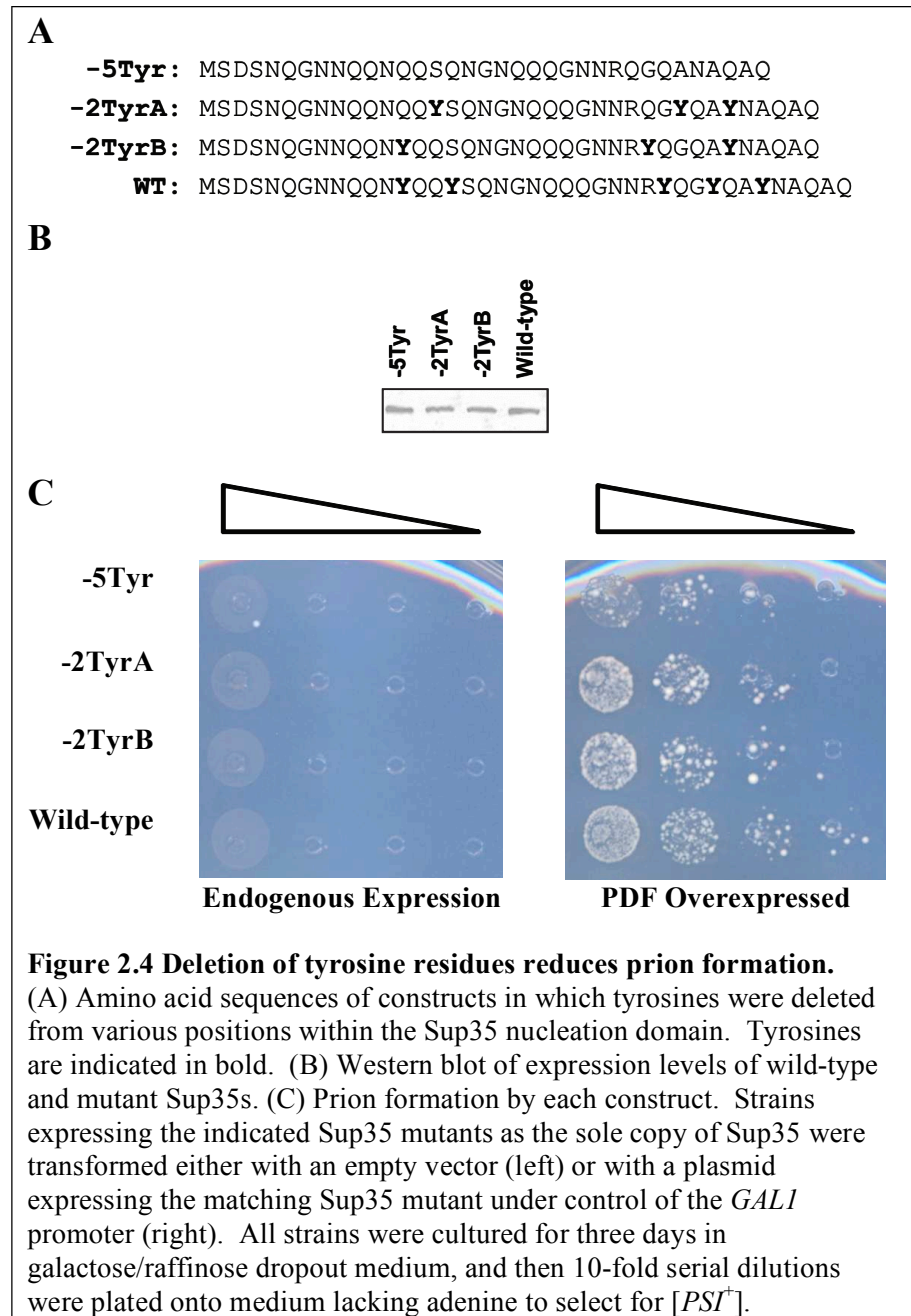 A
-5Tyr: MSDSNQGNNQQNQQSQNGNQQQGNNRQGQANAQAQ
-2TyrA: MSDSNQGNNQQNQQYSQNGNQQQGNNRQGYQAYNAQAQ
-2TyrB: MSDSNQGNNQQNYQQSQNGNQQQGNNRYQGQAYNAQAQ
WT: MSDSNQGNNQQNYQQYSQNGNQQQGNNRYQGYQAYNAQAQ
B
-5Tyr
-2TyrA
-2TyrB
Wild-type
C
-5Tyr
-2TyrA
-2TyrB
Wild-type
Endogenous Expression
PDF Overexpressed
Figure 2.4 Deletion of tyrosine residues reduces prion formation.
(A) Amino acid sequences of constructs in which tyrosines were deleted
from various positions within the Sup35 nucleation domain. Tyrosines
are indicated in bold. (B) Western blot of expression levels of wild-type
and mutant Sup35s. (C) Prion formation by each construct. Strains
expressing the indicated Sup35 mutants as the sole copy of Sup35 were
transformed either with an empty vector (left) or with a plasmid
expressing the matching Sup35 mutant under control of the GAL1
promoter (right). All strains were cultured for three days in
galactose/raffinose dropout medium, and then 10-fold serial dilutions
were plated onto medium lacking adenine to select for [PSI+].